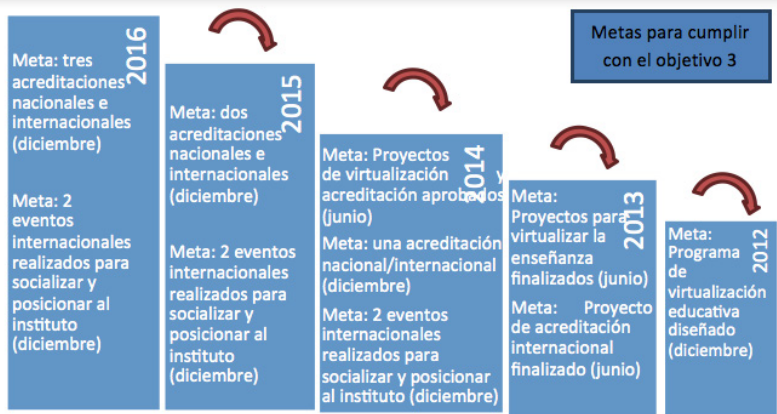 Metas para cumplir
con el objetivo 3
2016
Meta: tres
acreditaciones
nacionales e
internacionales
(diciembre)
Meta: 2
eventos
internacionales
realizados para
socializar y
posicionar al
instituto
(diciembre)
2015
Meta: dos
acreditaciones
nacionales e
internacionales
(diciembre)
Meta: 2 eventos
internacionales
realizados para
socializar y
posicionar al
instituto
(diciembre)
2014
Meta: Proyectos
de virtualización y
acreditación aprobados
(junio)
Meta: una acreditación
nacional/internacional
(diciembre)
Meta: 2 eventos
internacionales
realizados para
socializar y posicionar
al instituto (diciembre)
2013
Meta:
Proyectos para
virtualizar la
enseñanza
finalizados (junio)
Meta: Proyecto
de acreditación
internacional
finalizado (junio)
2012
Meta:
Programa
de
virtualización
educativa
diseñado
(diciembre)